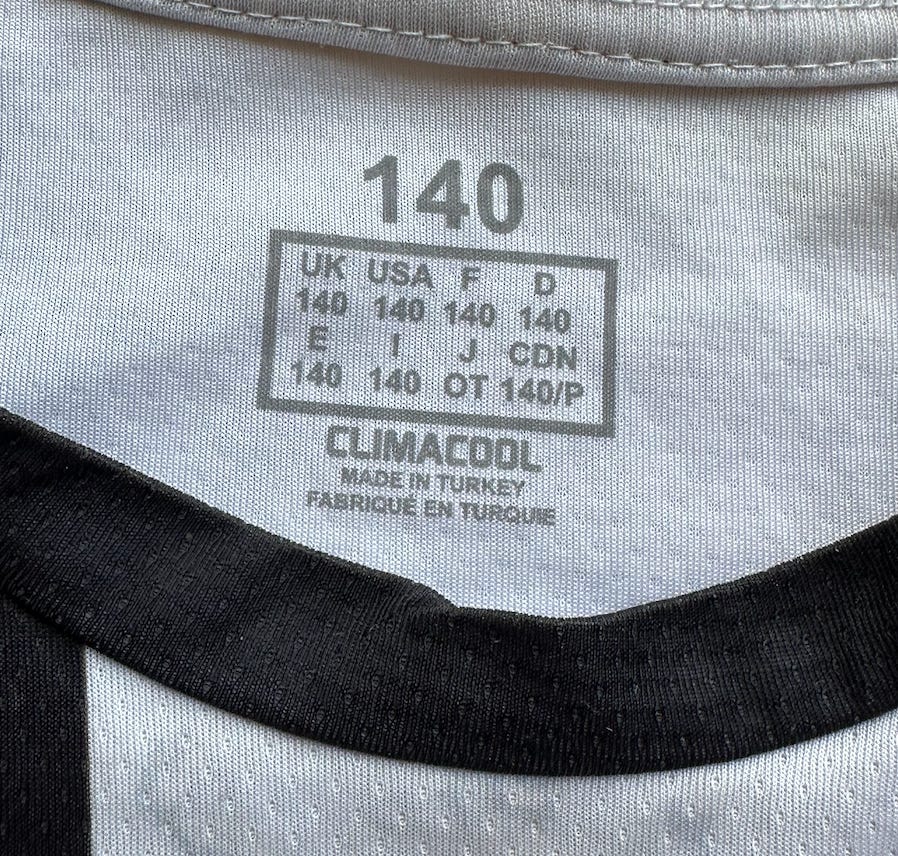 140
UK USA F D
140 140 140 140
E I J CDN
140 140 OT 140/P
CLIMACOOL
MADE IN TURKEY
FABRIQUÉ EN TURQUIE